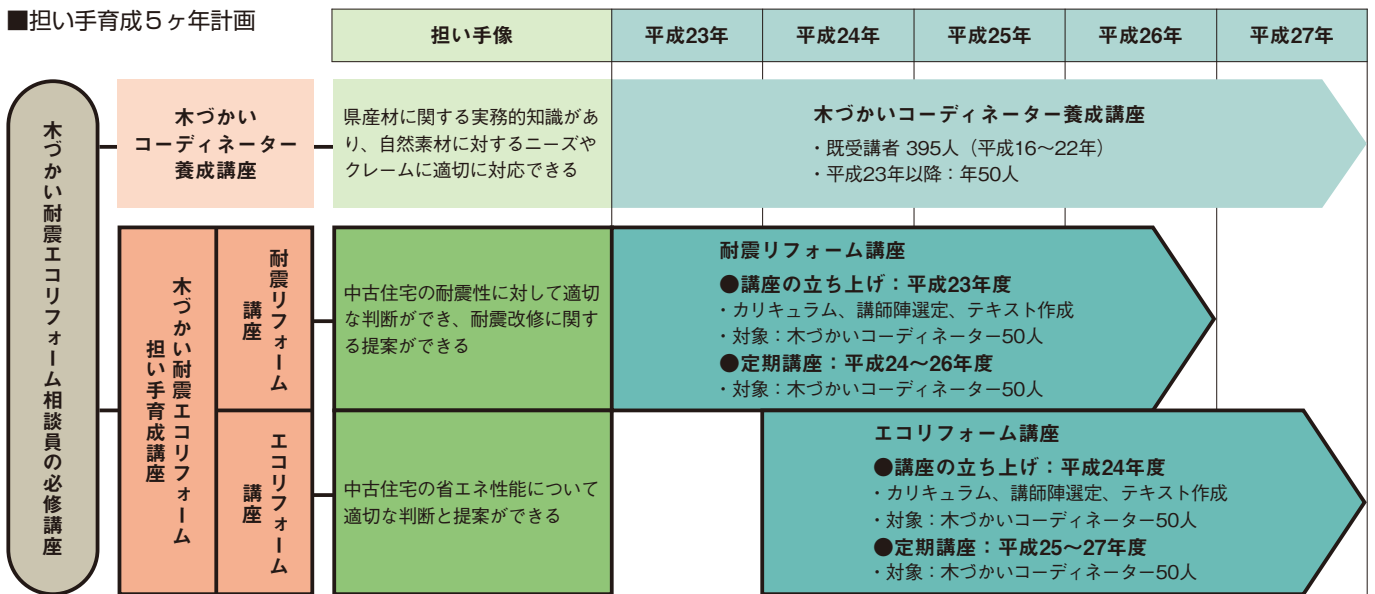 ■担い手育成5ヶ年計画
担い手像
平成23年
平成24年
平成25年
平成26年
平成27年
木づかい耐震エコリフォーム相談員の必修講座
木づかい
コーディネーター
養成講座
県産材に関する実務的知識があ
り、自然素材に対するニーズや
クレームに適切に対応できる
木づかいコーディネーター養成講座
・既受講者 395人（平成16〜22年）
・平成23年以降：年50人
木づかい耐震エコリフォーム
担い手育成講座
耐震リフォーム
講座
中古住宅の耐震性に対して適切
な判断ができ、耐震改修に関す
る提案ができる
耐震リフォーム講座
●講座の立ち上げ：平成23年度
・カリキュラム、講師陣選定、テキスト作成
・対象：木づかいコーディネーター50人
●定期講座：平成24〜26年度
・対象：木づかいコーディネーター50人
エコリフォーム
講座
中古住宅の省エネ性能について
適切な判断と提案ができる
エコリフォーム講座
●講座の立ち上げ：平成24年度
・カリキュラム、講師陣選定、テキスト作成
・対象：木づかいコーディネーター50人
●定期講座：平成25〜27年度
・対象：木づかいコーディネーター50人